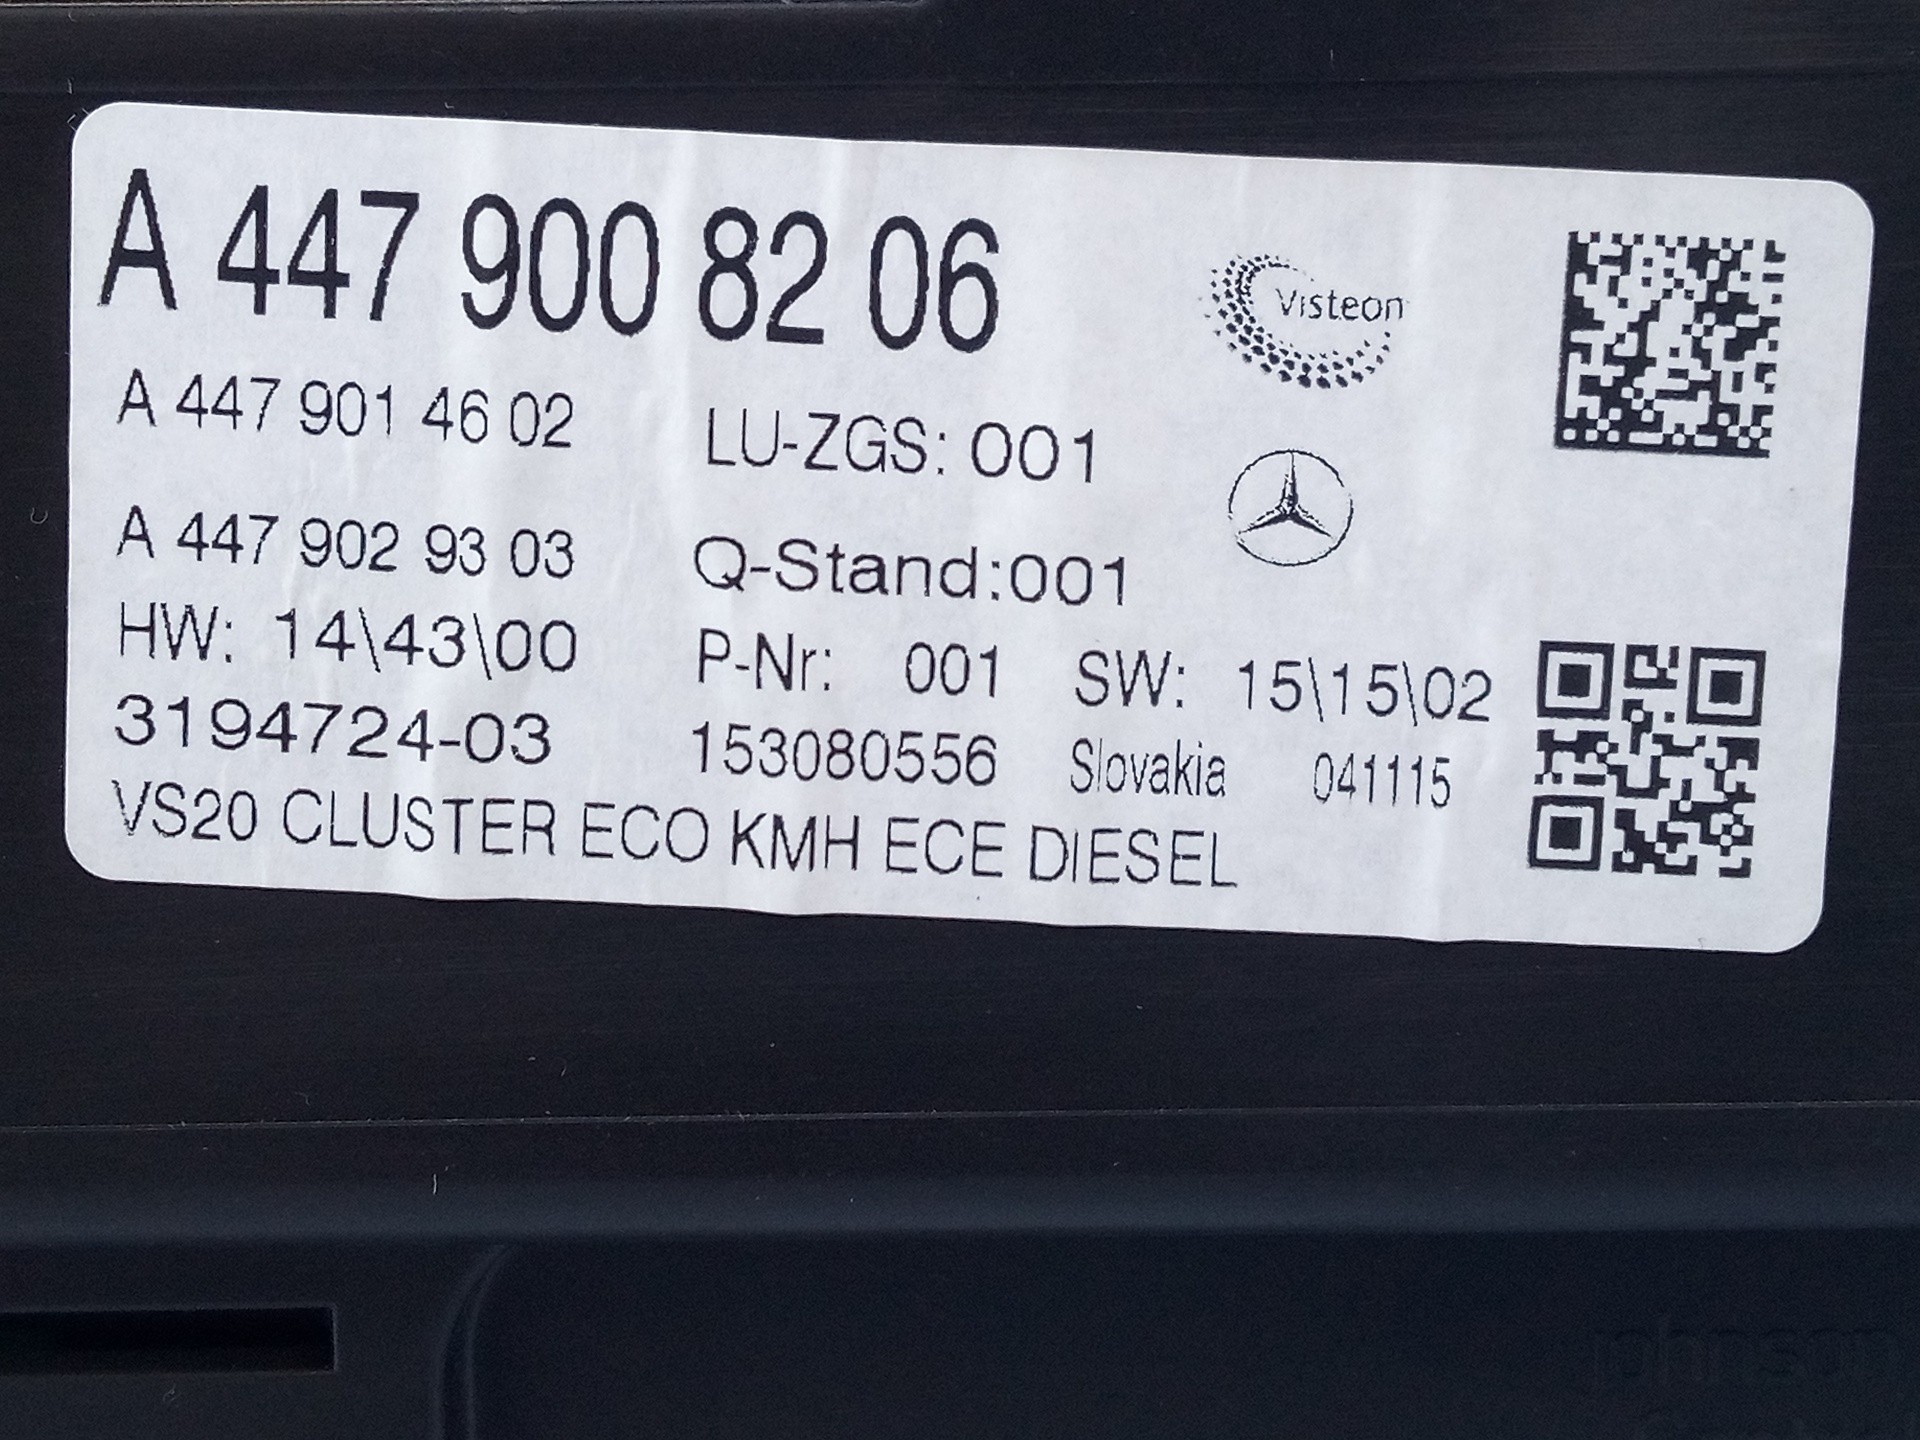 A 447 900 82 06
Visteon
A 447 901 46 02 LU-ZGS: 001
A 447 902 93 03 Q-Stand:001
HW: 14\43\00 P-Nr: 001 SW: 15\15\02
3194724-03 153080556 Slovakia 041115
VS20 CLUSTER ECO KMH ECE DIESEL
johnson